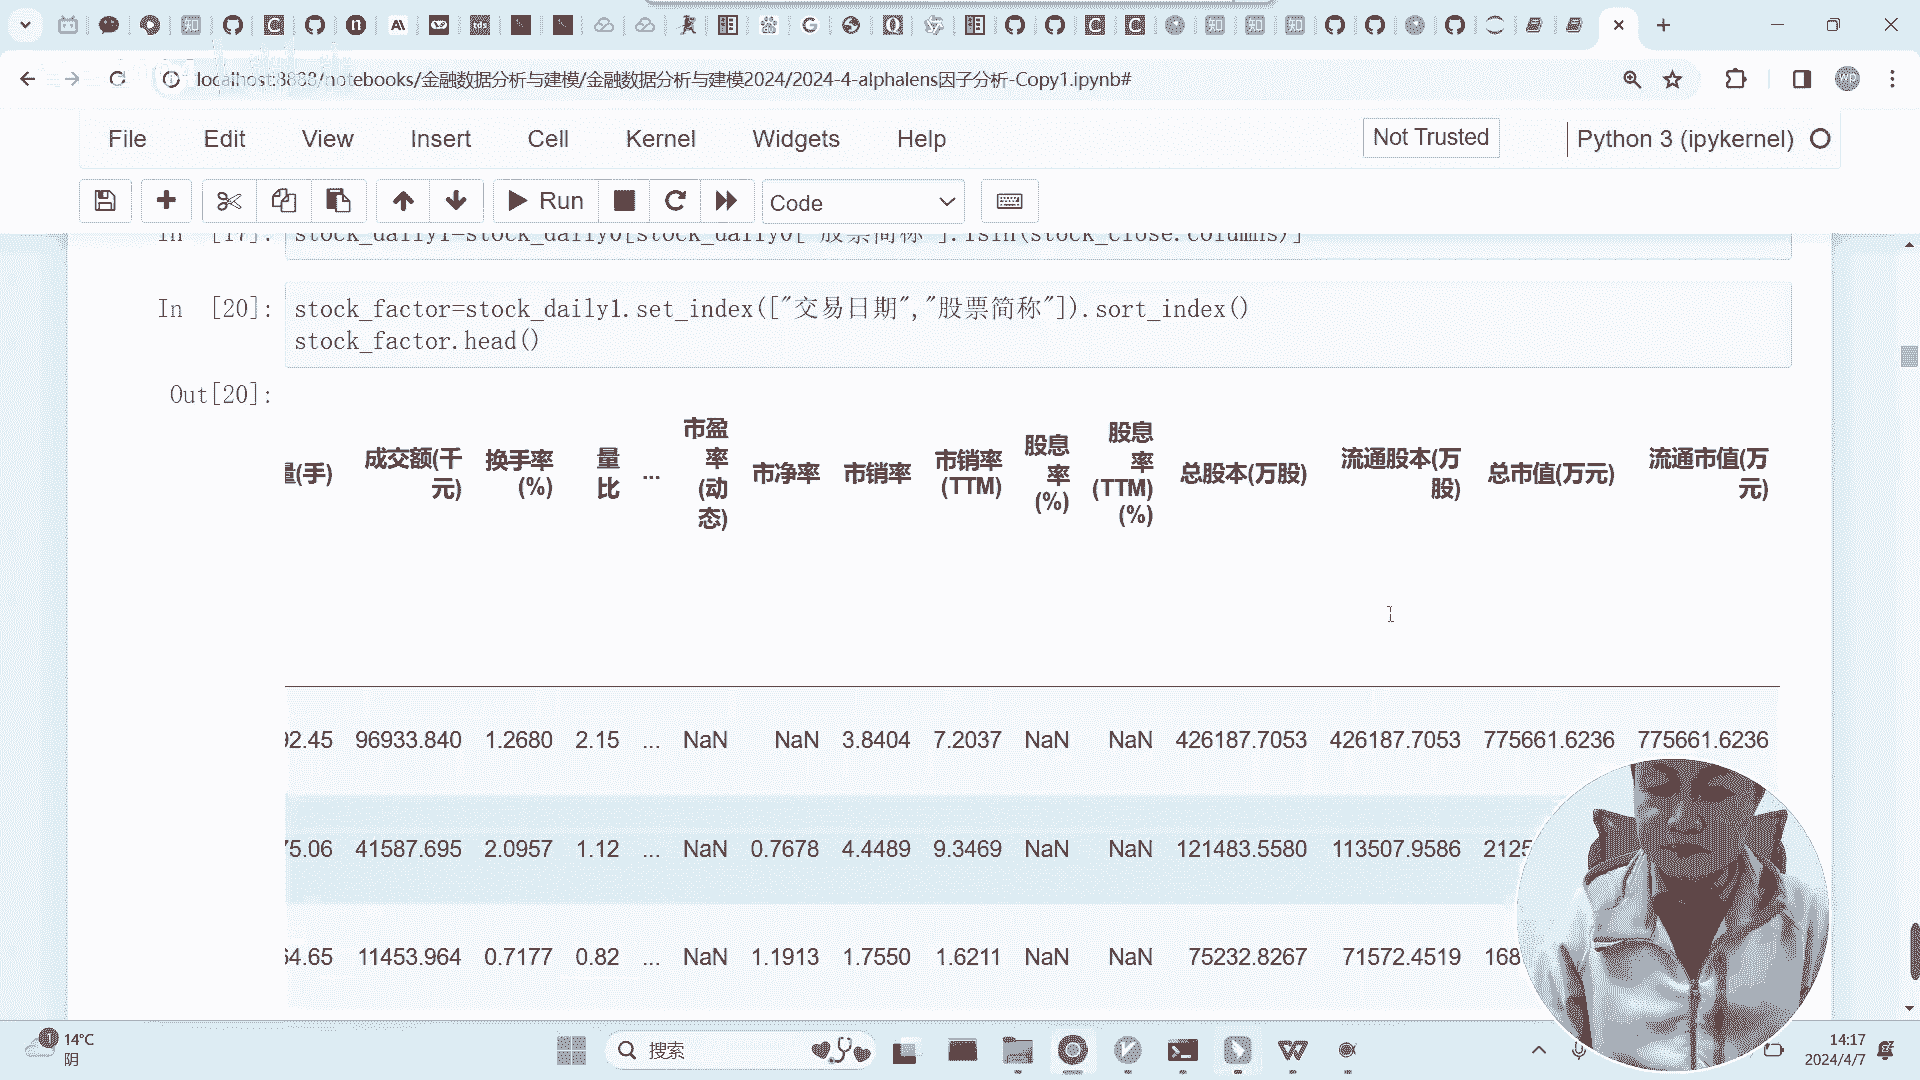 localhost:8888/notebooks/金融数据分析与建模/金融数据分析与建模2024/2024-4-alphalens因子分析-Copy1.ipynb#
File Edit View Insert Cell Kernel Widgets Help Not Trusted Python 3 (ipykernel)
Run Code
In [17]: stock_daily1=stock_daily0[stock_daily0["股票简称"].isin(stock_close.columns)]
In [20]: stock_factor=stock_daily1.set_index(["交易日期","股票简称"]).sort_index()
stock_factor.head()
Out[20]:
量(手) 成交额(千元) 换手率(%) 量比 ... 市盈率(动态) 市净率 市销率 市销率(TTM) 股息率(%) 股息率(TTM)(%) 总股本(万股) 流通股本(万股) 总市值(万元) 流通市值(万元)
92.45 96933.840 1.2680 2.15 ... NaN NaN 3.8404 7.2037 NaN NaN 426187.7053 426187.7053 775661.6236 775661.6236
75.06 41587.695 2.0957 1.12 ... NaN 0.7678 4.4489 9.3469 NaN NaN 121483.5580 113507.9586 2125
64.65 11453.964 0.7177 0.82 ... NaN 1.1913 1.7550 1.6211 NaN NaN 75232.8267 71572.4519 168
14°C
阴
搜索
14:17
2024/4/7